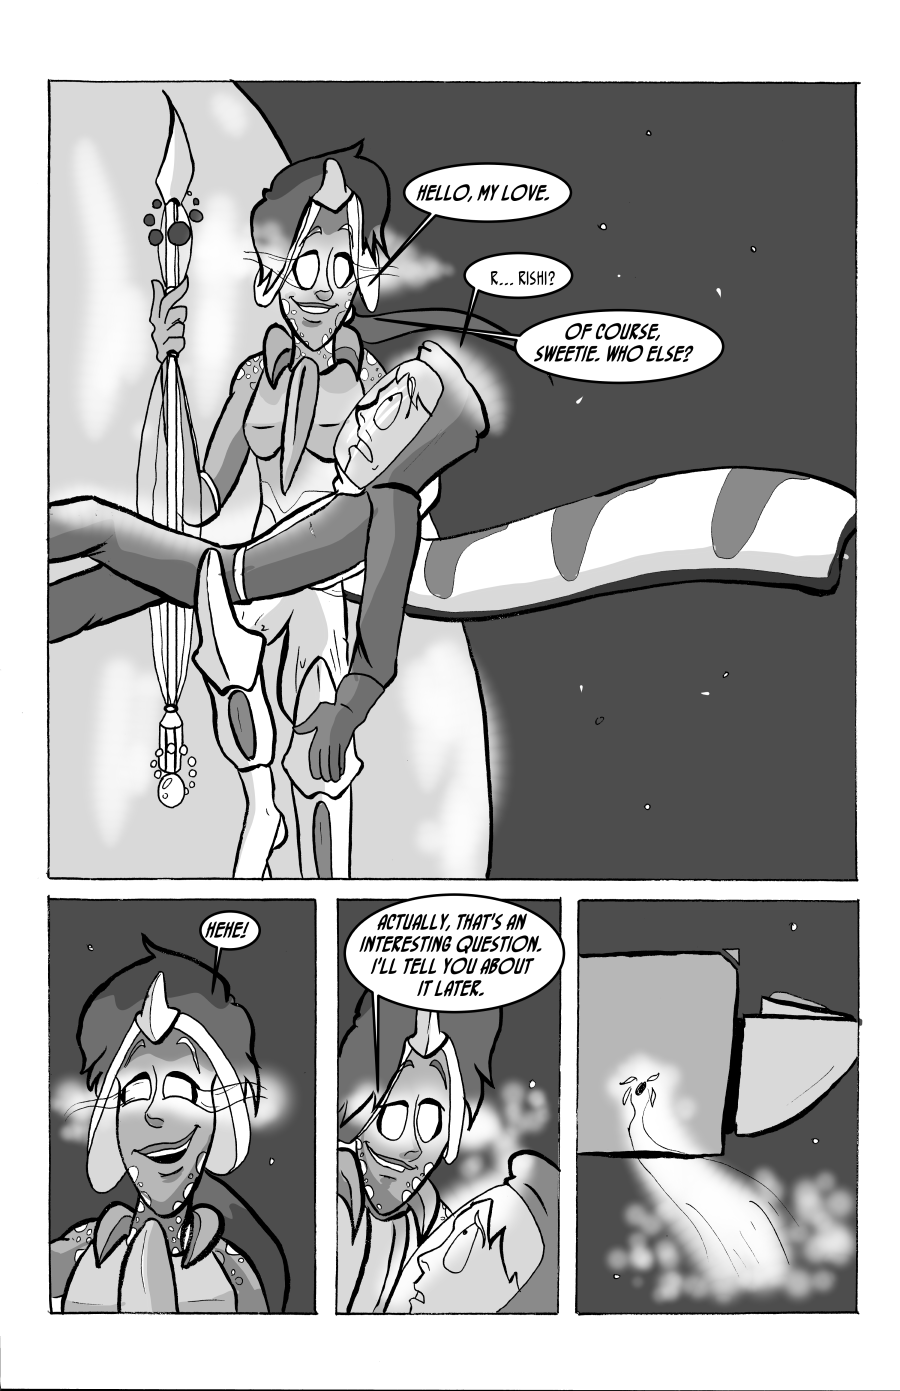 HELLO, MY LOVE.
R... RISHI?
OF COURSE,
SWEETIE. WHO ELSE?
HEHE!
ACTUALLY, THAT'S AN
INTERESTING QUESTION.
I'LL TELL YOU ABOUT
IT LATER.